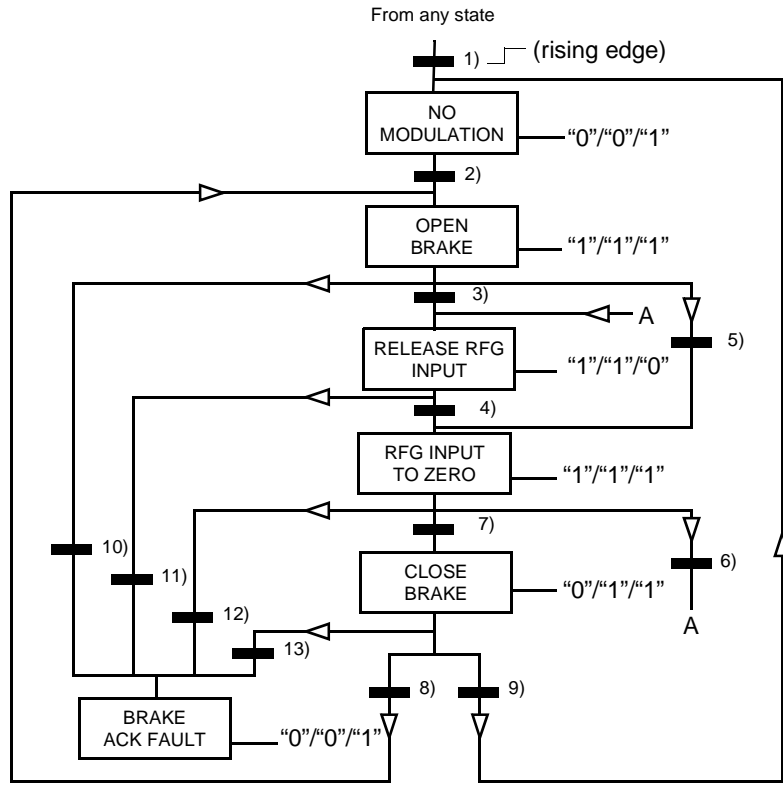 From any state
1) (rising edge)
NO
MODULATION
“0”/“0”/“1”
2)
OPEN
BRAKE
“1”/“1”/“1”
3)
A
5)
RELEASE RFG
INPUT
“1”/“1”/“0”
4)
RFG INPUT
TO ZERO
“1”/“1”/“1”
7)
10)
6)
11)
CLOSE
BRAKE
“0”/“1”/“1”
12)
A
13)
8)
9)
BRAKE
ACK FAULT
“0”/“0”/“1”